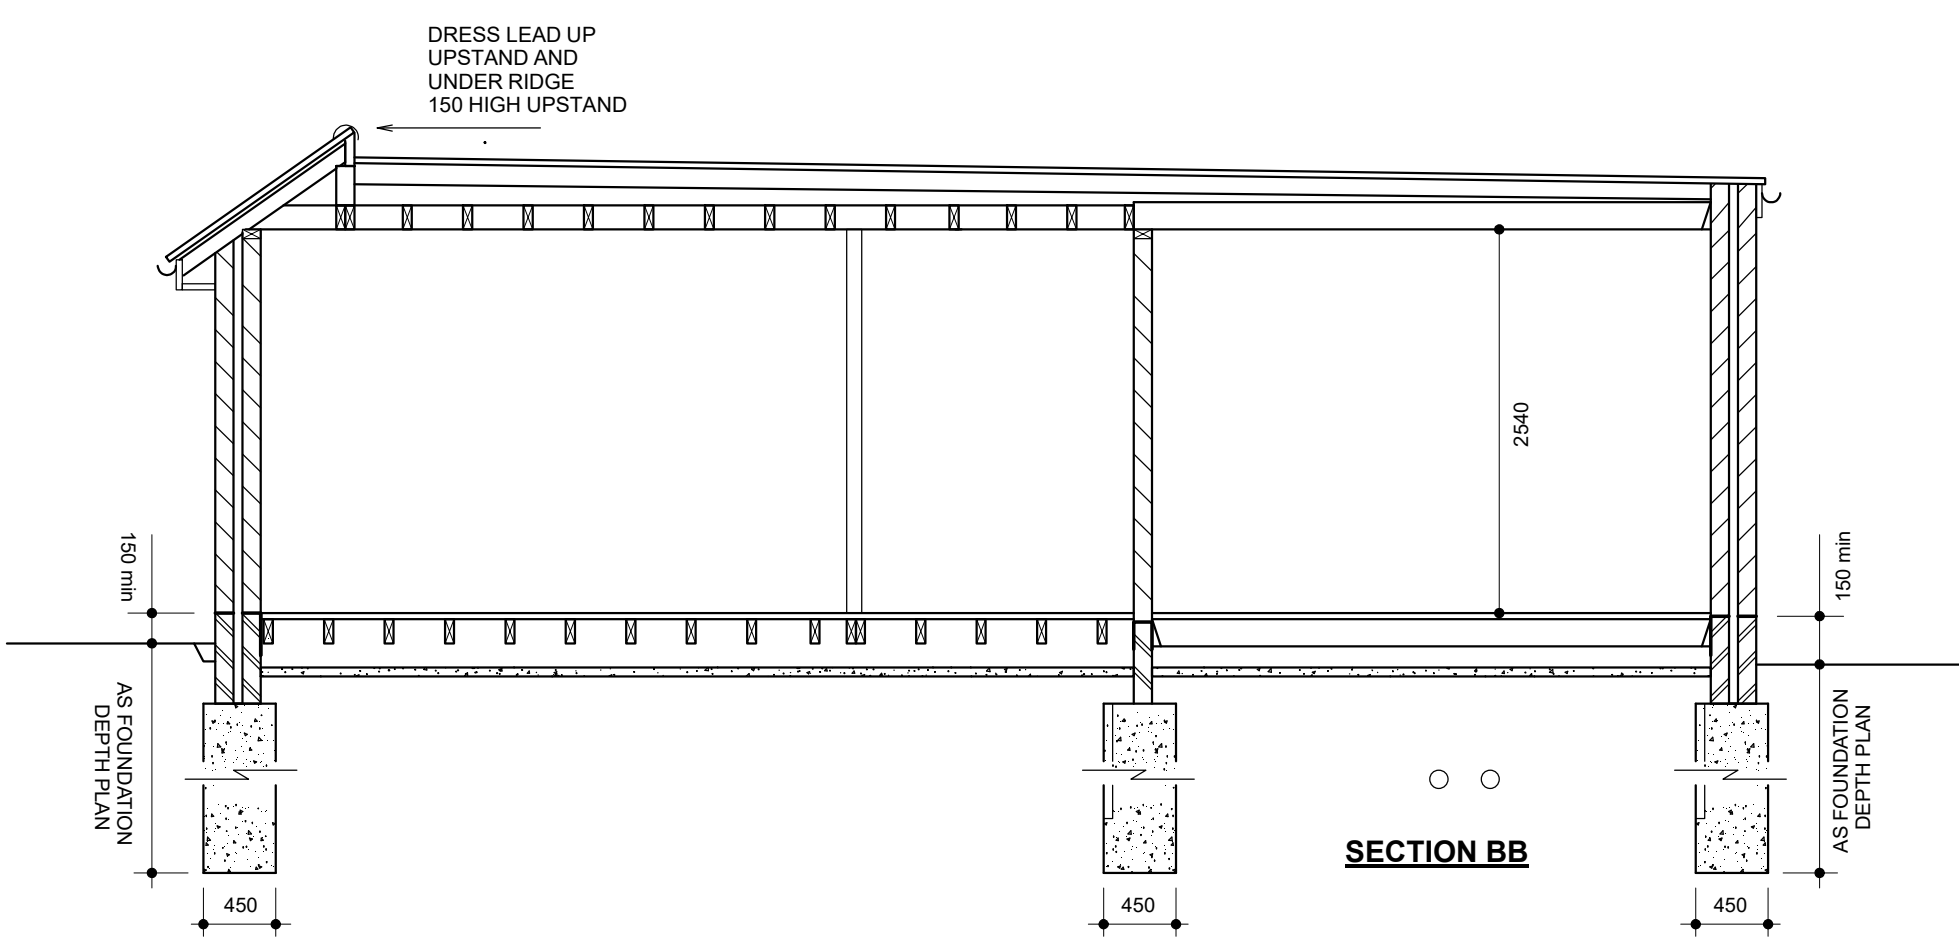 DRESS LEAD UP
UPSTAND AND
UNDER RIDGE
150 HIGH UPSTAND
2540
150 min
150 min
AS FOUNDATION
DEPTH PLAN
AS FOUNDATION
DEPTH PLAN
SECTION BB
450
450
450